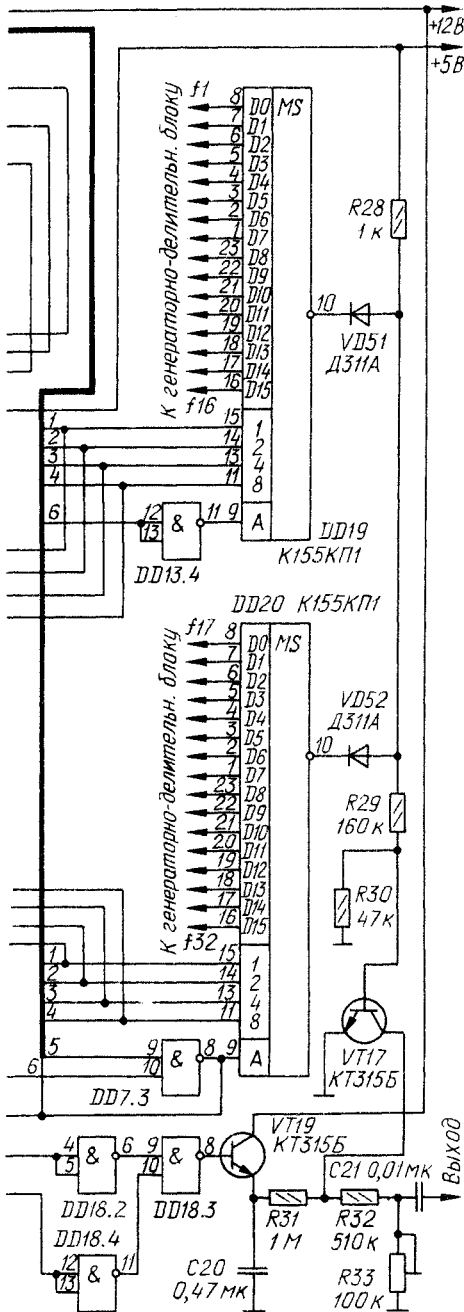 +12В
+5В
К генераторно-делительн. блоку
f1
8 D0 MS
7 D1
6 D2
5 D3
4 D4
3 D5
2 D6
1 D7
23 D8
22 D9
21 D10
20 D11
19 D12
18 D13
17 D14
16 D15
f16
R28
1 к
10
VD51
Д311А
1 15 1
2 14 2
3 13 4
4 11 8
6 12 & 11 9 A
13
DD13.4
DD19
К155КП1
DD20 К155КП1
К генераторно-делительн. блоку
f17
8 D0 MS
7 D1
6 D2
5 D3
4 D4
3 D5
2 D6
1 D7
23 D8
22 D9
21 D10
20 D11
19 D12
18 D13
17 D14
16 D15
f32
VD52
Д311А
10
R29
160 к
R30
47 к
1 15 1
2 14 2
3 13 4
4 11 8
5 9 & 8 9 A
6 10
DD7.3
VT17
КТ315Б
VT19
КТ315Б
4 & 6 9 & 8
5 10
DD18.2 DD18.3
DD18.4
12 & 11
13
C21 0,01 мк
Выход
R31
1 М
R32
510 к
C20
0,47 мк
R33
100 к